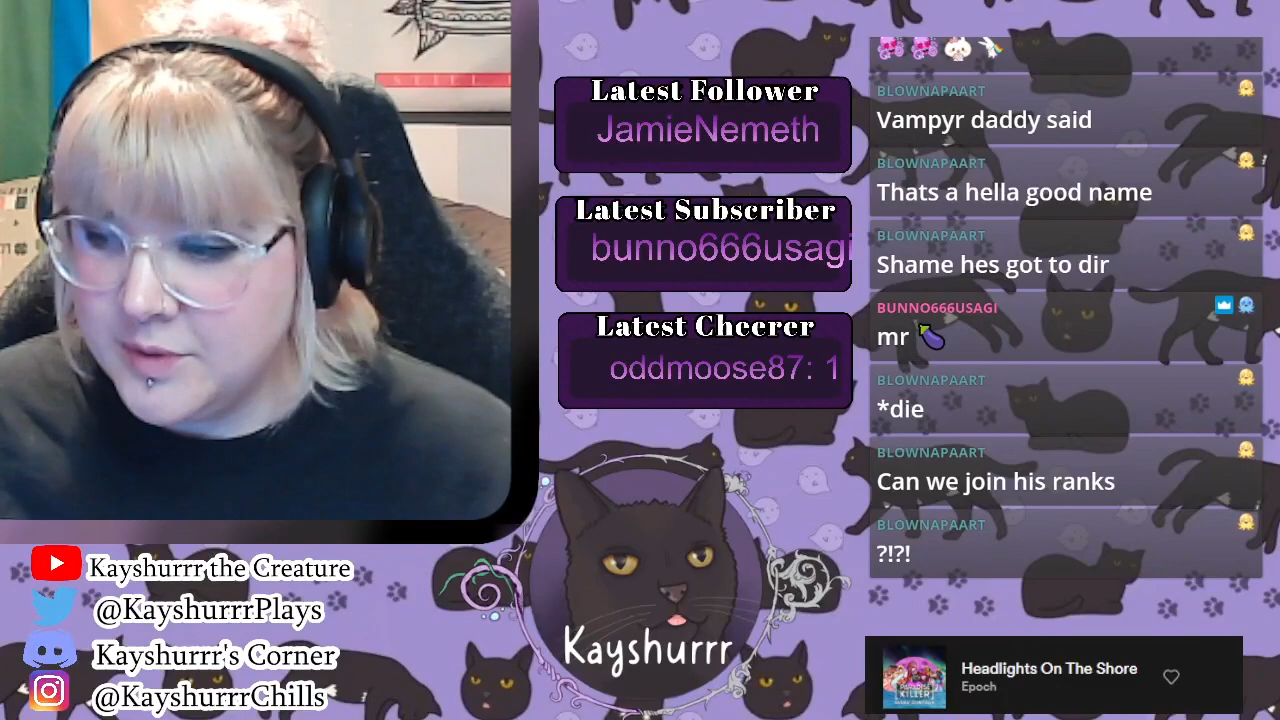 Latest Follower
JamieNemeth
Latest Subscriber
bunno666usagi
Latest Cheerer
oddmoose87: 1
Kayshurrr
Kayshurrr the Creature
@KayshurrrPlays
Kayshurrr's Corner
@KayshurrrChills
BLOWNAPAART
Vampyr daddy said
BLOWNAPAART
Thats a hella good name
BLOWNAPAART
Shame hes got to dir
BUNNO666USAGI
mr
BLOWNAPAART
*die
BLOWNAPAART
Can we join his ranks
BLOWNAPAART
?!?!
PARADISE
KILLER
Headlights On The Shore
Epoch